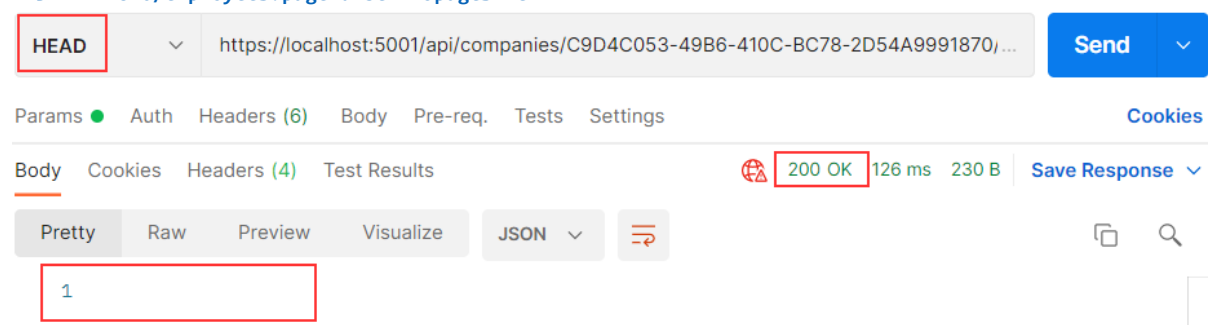 HEAD https://localhost:5001/api/companies/C9D4C053-49B6-410C-BC78-2D54A9991870/... Send
Params Auth Headers (6) Body Pre-req. Tests Settings Cookies
Body Cookies Headers (4) Test Results 200 OK 126 ms 230 B Save Response
Pretty Raw Preview Visualize JSON
1